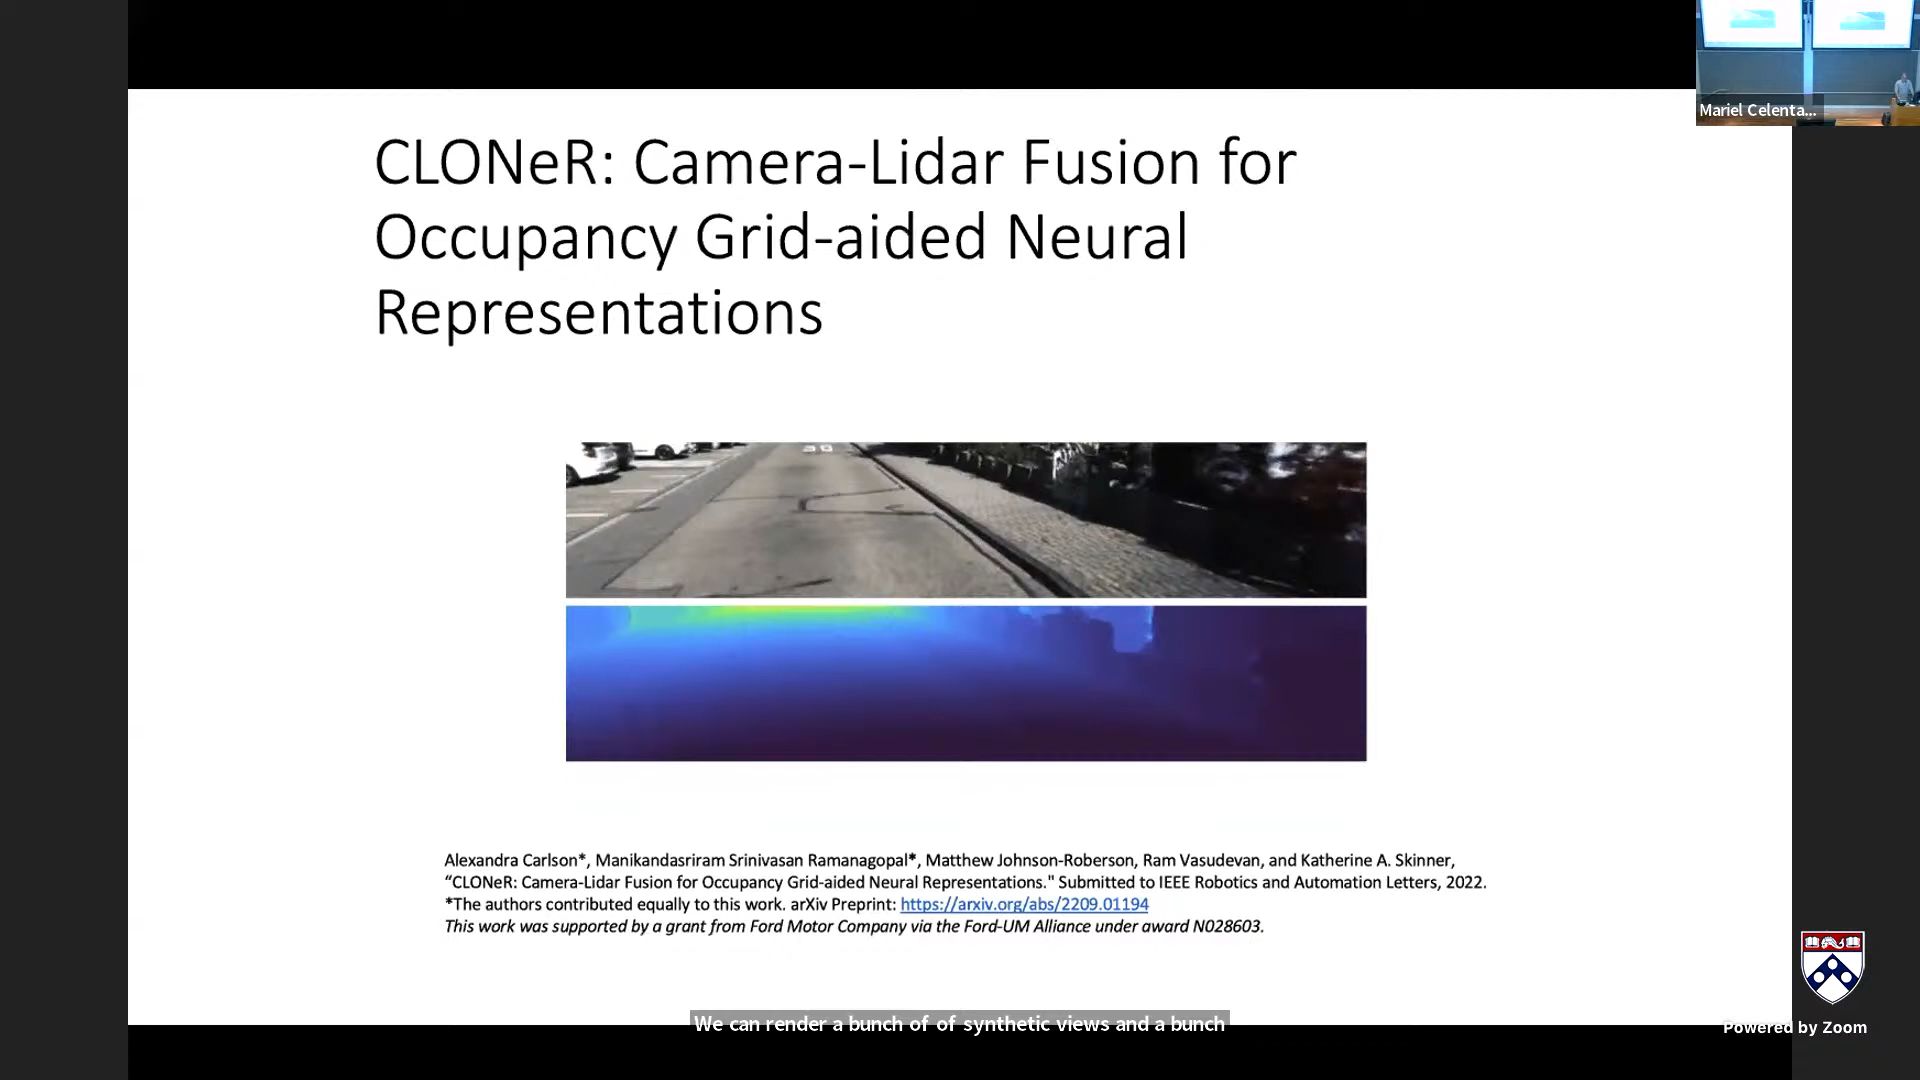 Mariel Celenta...
CLONeR: Camera-Lidar Fusion for
Occupancy Grid-aided Neural
Representations
30
Alexandra Carlson*, Manikandasriram Srinivasan Ramanagopal*, Matthew Johnson-Roberson, Ram Vasudevan, and Katherine A. Skinner,
“CLONeR: Camera-Lidar Fusion for Occupancy Grid-aided Neural Representations." Submitted to IEEE Robotics and Automation Letters, 2022.
*The authors contributed equally to this work. arXiv Preprint: https://arxiv.org/abs/2209.01194
This work was supported by a grant from Ford Motor Company via the Ford-UM Alliance under award N028603.
We can render a bunch of of synthetic views and a bunch
Powered by Zoom